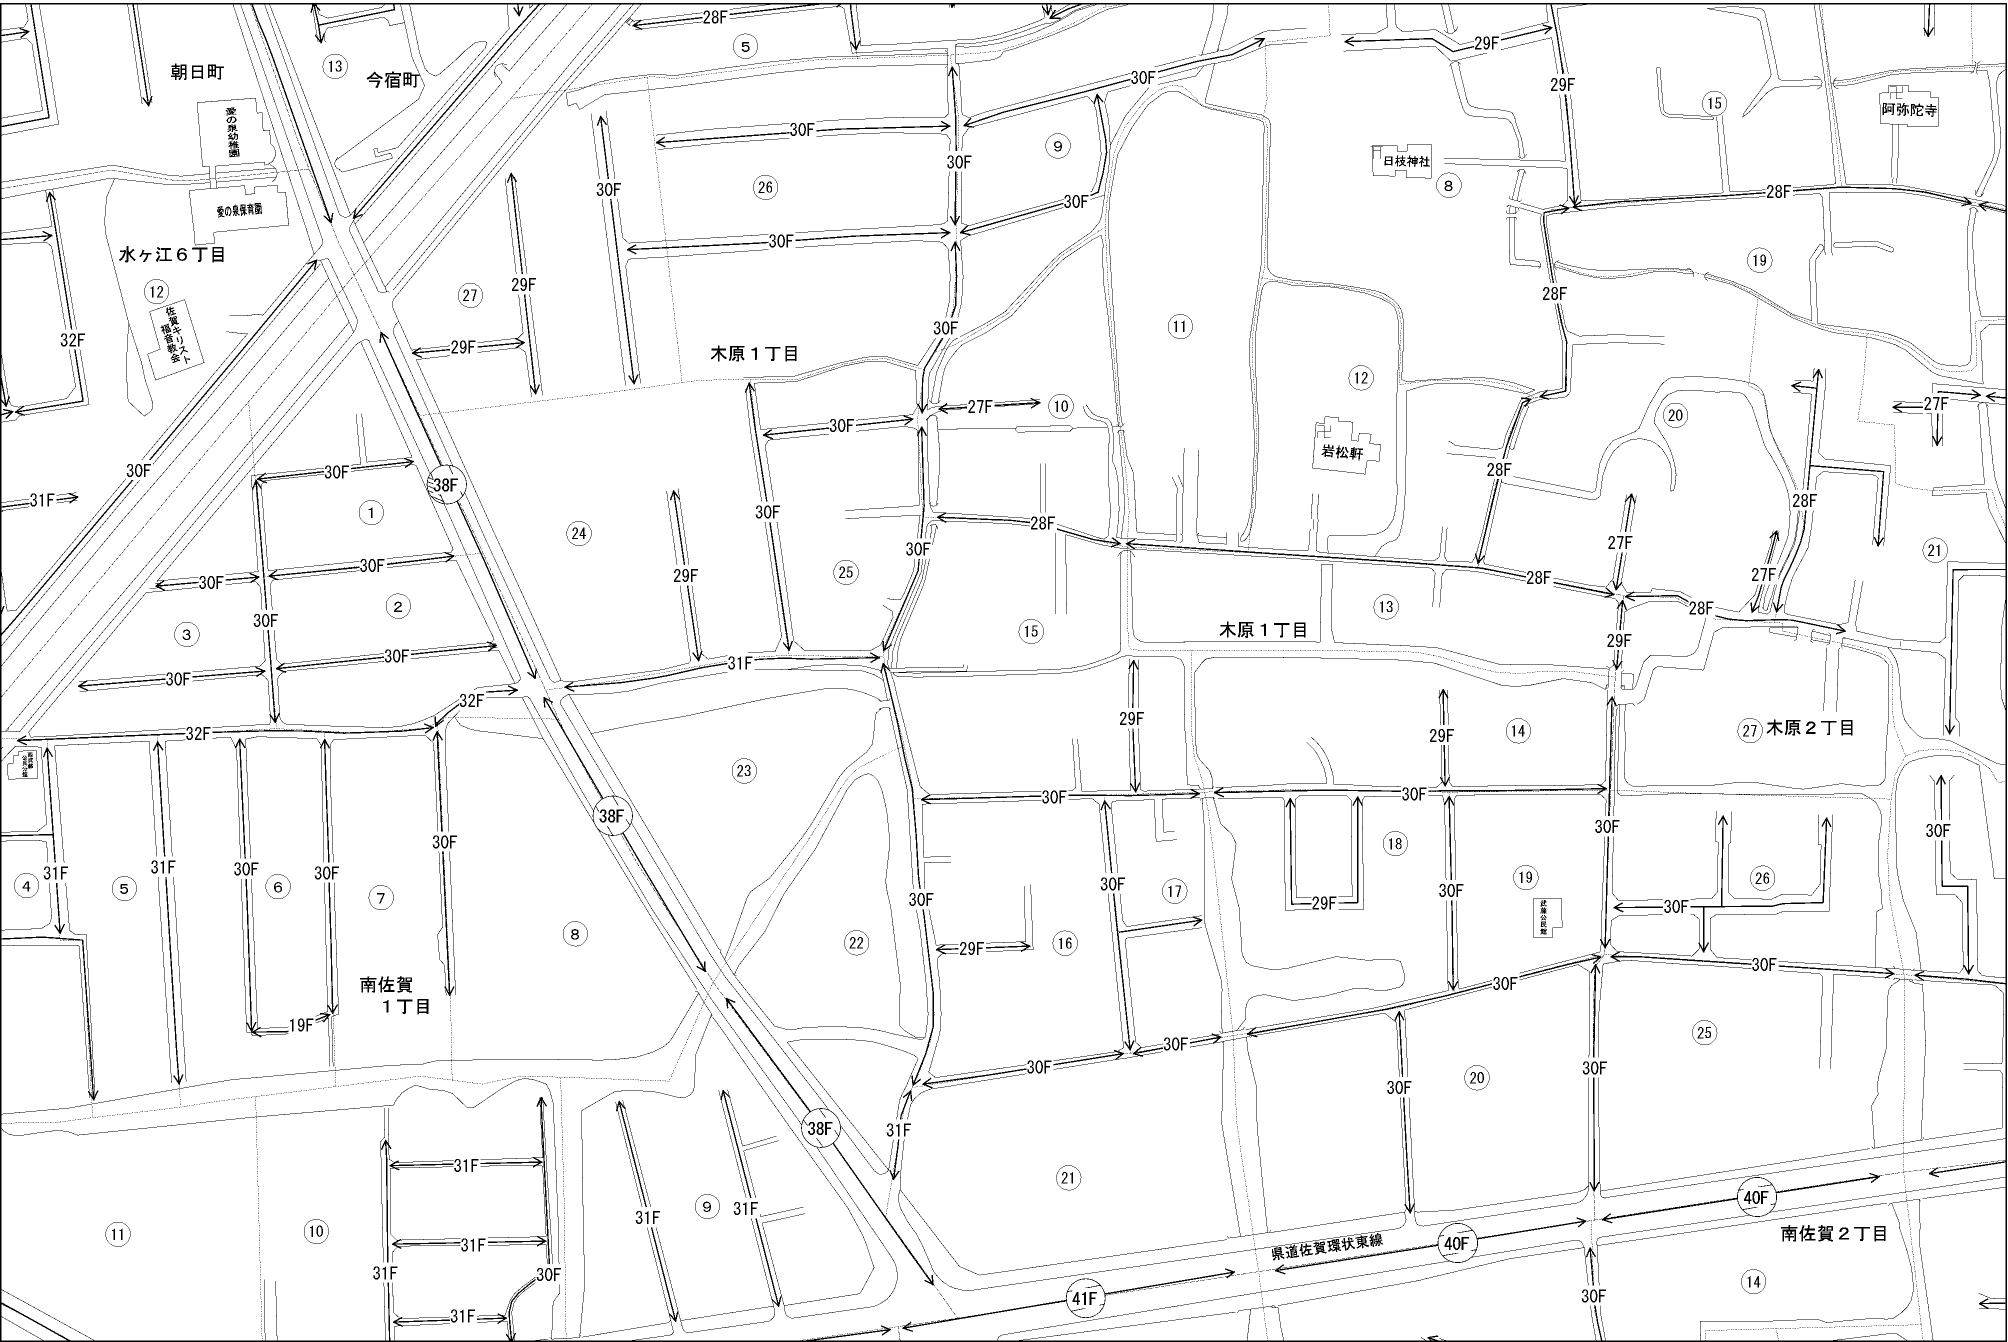 28F
5
29F
朝日町
13
今宿町
30F
29F
15
愛の泉幼稚園
阿弥陀寺
30F
9
30F
日枝神社
8
30F
26
30F
28F
愛の泉保育園
30F
水ヶ江６丁目
19
12
27
29F
28F
佐賀キリスト
福音教会
11
30F
32F
29F
木原１丁目
12
10
27F
27F
20
30F
岩松軒
30F
30F
28F
38F
31F
28F
1
30F
28F
24
30F
27F
21
30F
30F
25
29F
28F
27F
2
13
28F
30F
3
15
木原１丁目
29F
30F
31F
30F
32F
29F
14
27
木原２丁目
32F
29F
23
30F
30F
38F
30F
30F
30F
18
31F
31F
30F
30F
4
5
6
7
30F
17
30F
19
26
30F
29F
30F
武藤公民館
8
22
29F
16
30F
南佐賀
１丁目
30F
19F
30F
25
30F
30F
20
30F
38F
31F
31F
21
9
31F
31F
40F
11
10
南佐賀２丁目
31F
県道佐賀環状東線
40F
31F
30F
14
41F
30F
31F